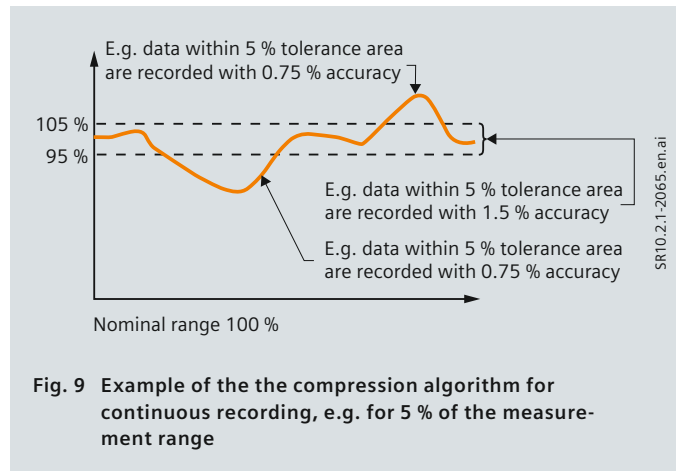 E.g. data within 5 % tolerance area
are recorded with 0.75 % accuracy
105 %
95 %
E.g. data within 5 % tolerance area
are recorded with 1.5 % accuracy
E.g. data within 5 % tolerance area
are recorded with 0.75 % accuracy
SR10.2.1-2065.en.ai
Nominal range 100 %
Fig. 9 Example of the the compression algorithm for
continuous recording, e.g. for 5 % of the measure-
ment range